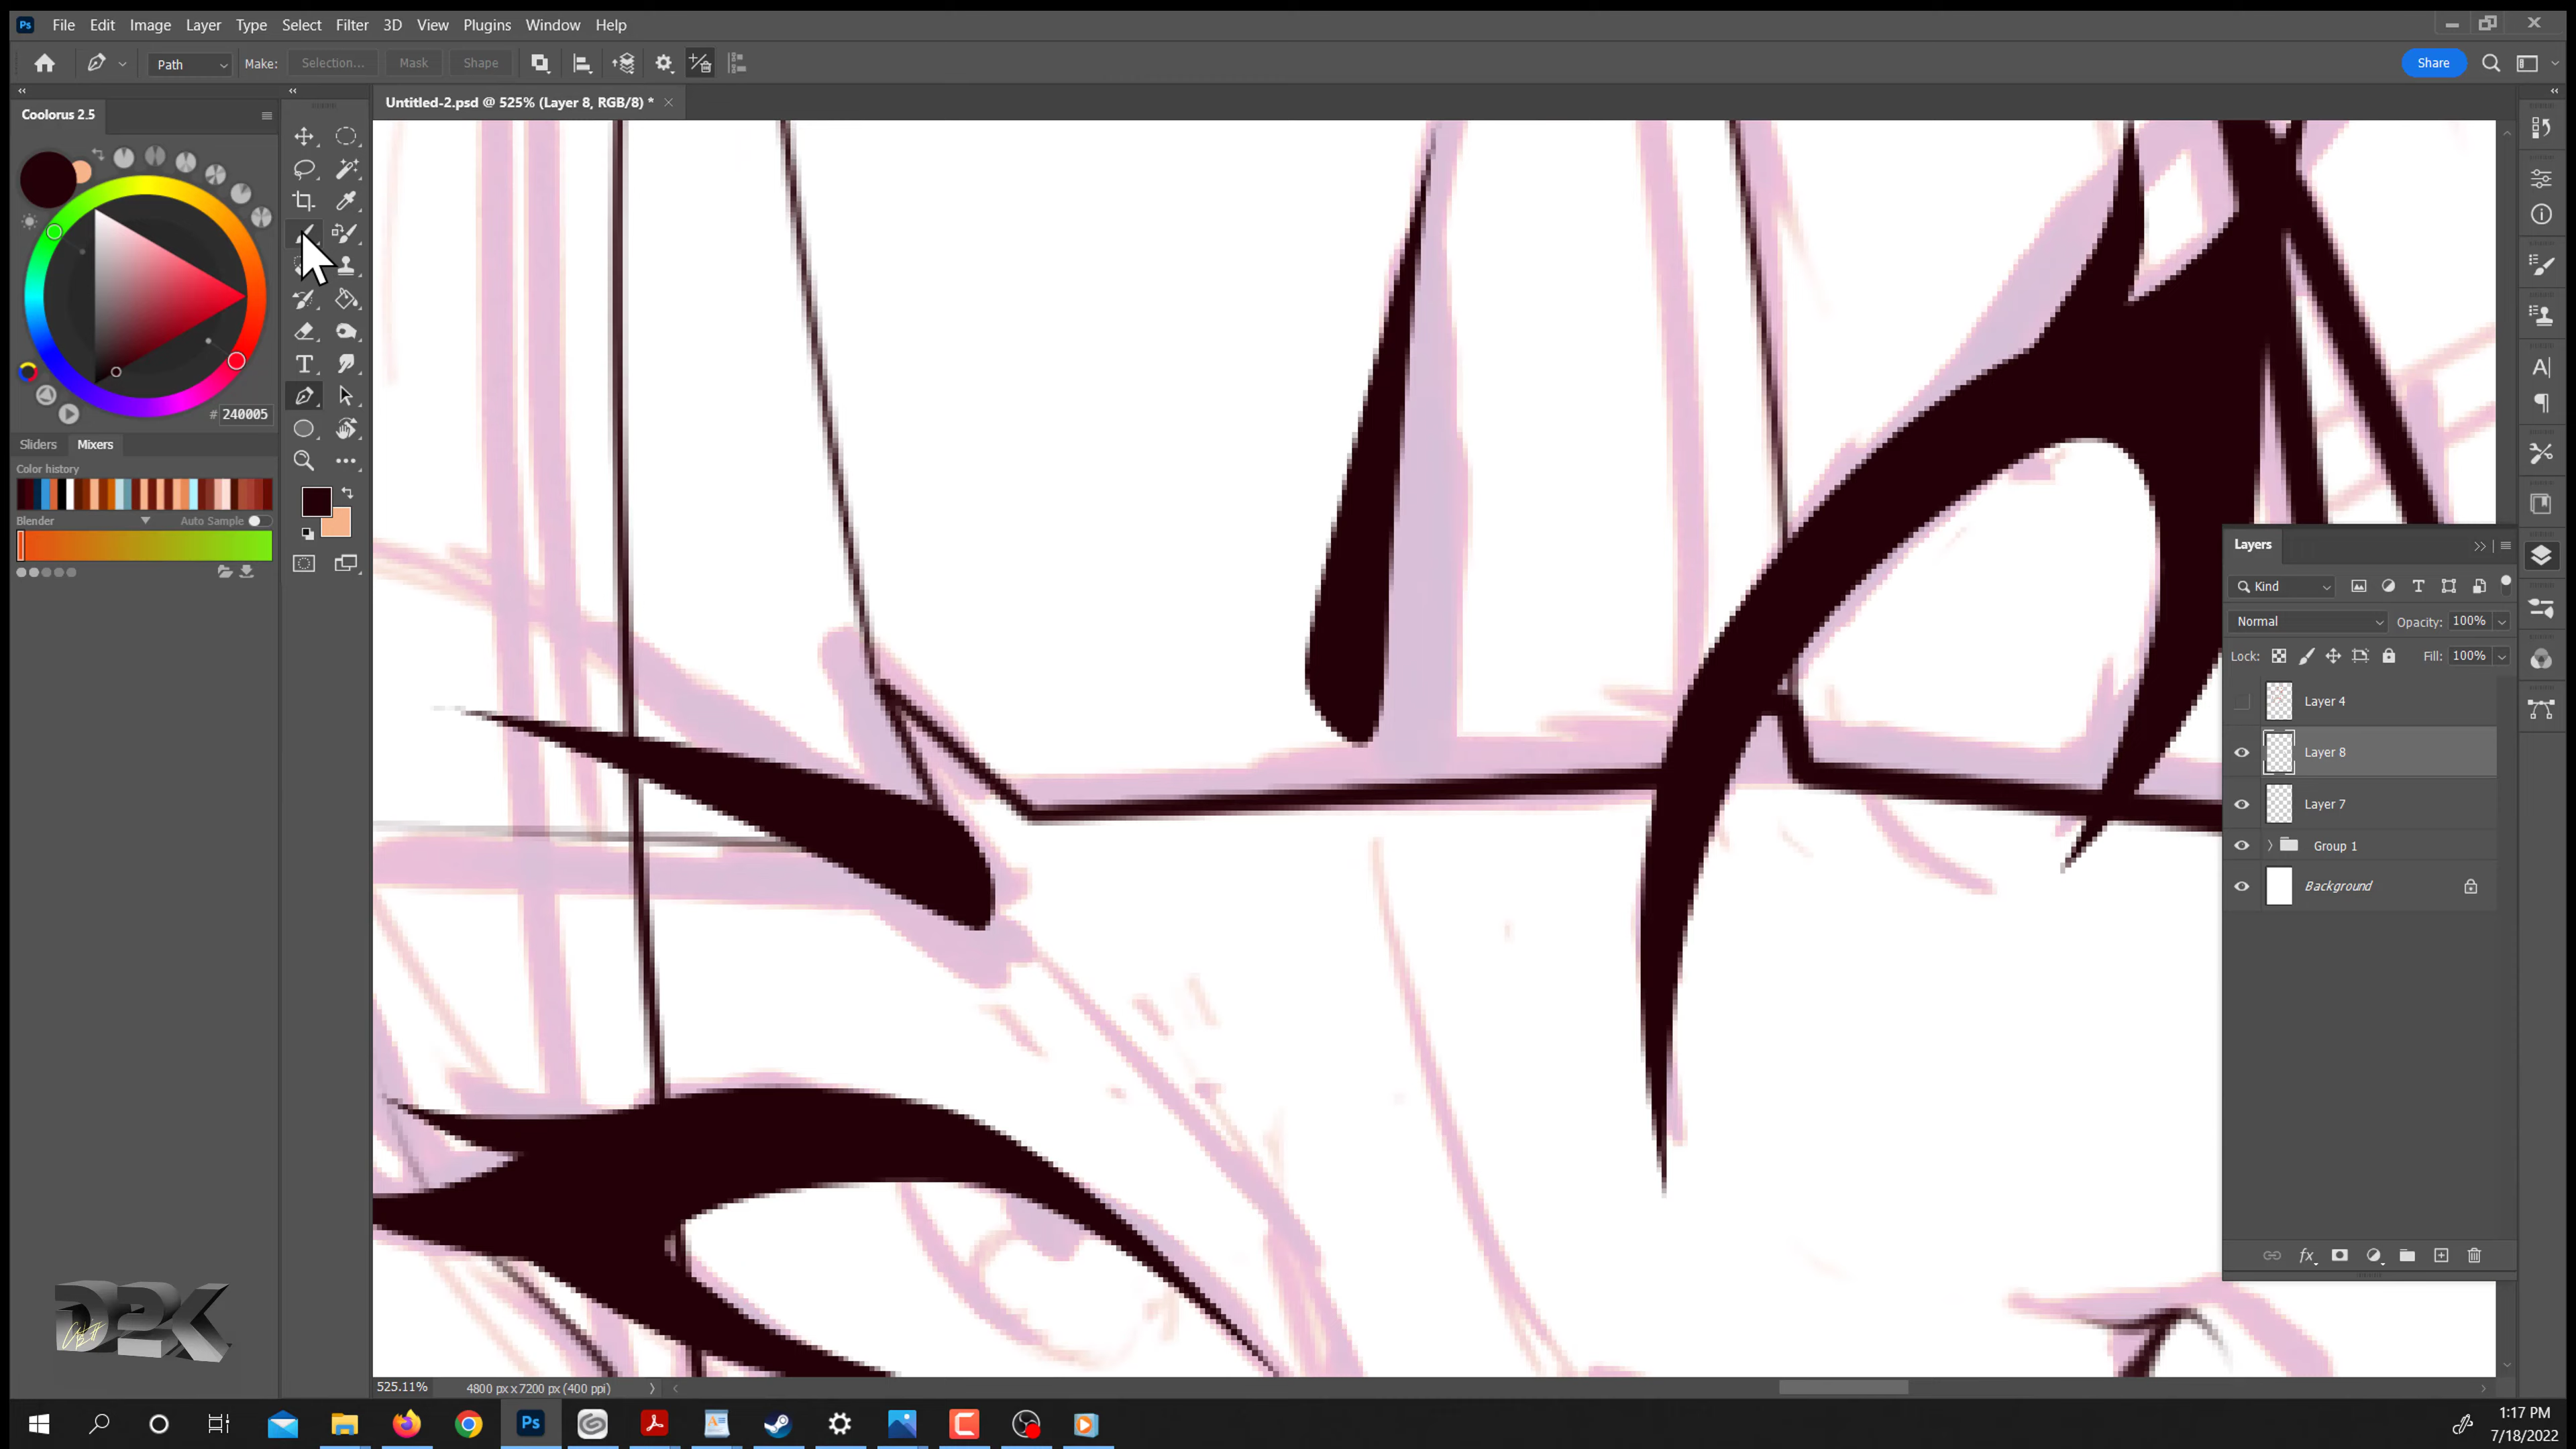 Ps File Edit Image Layer Select Filter 3D View Plugins Window Help
Path Make: Selection... Mask Shape Share
Coolorus 2.5
Untitled-2.psd @ 525% (Layer 8, RGB/8) *
# 240005
Sliders Mixers
Color history
Blender Auto Sample
Layers
Kind
Normal Opacity: 100%
Lock: Fill: 100%
Layer 4
Layer 8
Layer 7
Group 1
Background
D2K
525.11% 4800 px x 7200 px (400 ppi)
Ps
1:17 PM
7/18/2022